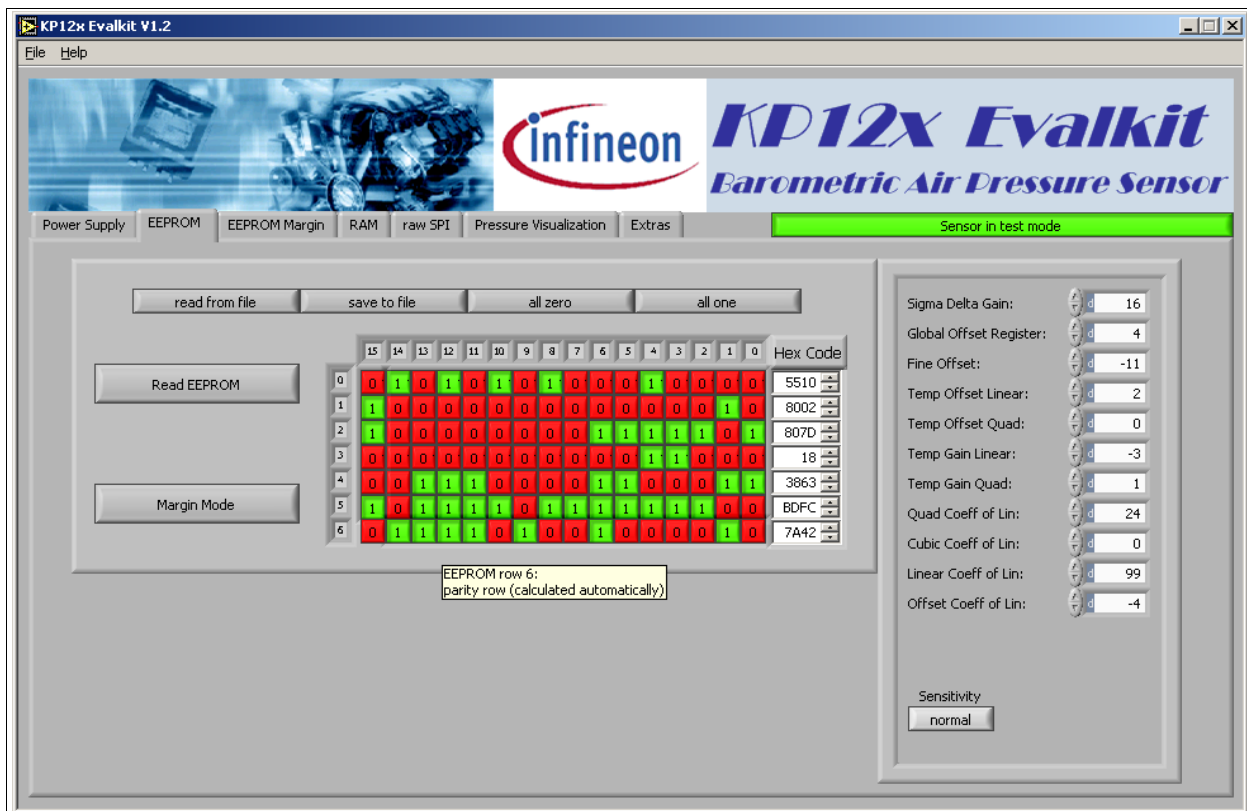 KP12x Evalkit V1.2
File Help
infineon
KP12x Evalkit
Barometric Air Pressure Sensor
Power Supply EEPROM EEPROM Margin RAM raw SPI Pressure Visualization Extras Sensor in test mode
read from file save to file all zero all one
15 14 13 12 11 10 9 8 7 6 5 4 3 2 1 0 Hex Code
Read EEPROM
0 0 1 0 1 0 1 0 1 0 0 0 1 0 0 0 0 5510
1 1 0 0 0 0 0 0 0 0 0 0 0 0 0 1 0 8002
2 1 0 0 0 0 0 0 0 0 1 1 1 1 1 0 1 807D
3 0 0 0 0 0 0 0 0 0 0 0 1 1 0 0 0 18
4 0 0 1 1 1 0 0 0 0 1 1 0 0 0 1 1 3863
Margin Mode
5 1 0 1 1 1 1 0 1 1 1 1 1 1 1 0 0 BDFC
6 0 1 1 1 1 0 1 0 0 1 0 0 0 0 1 0 7A42
EEPROM row 6:
parity row (calculated automatically)
Sigma Delta Gain: d 16
Global Offset Register: d 4
Fine Offset: d -11
Temp Offset Linear: d 2
Temp Offset Quad: d 0
Temp Gain Linear: d -3
Temp Gain Quad: d 1
Quad Coeff of Lin: d 24
Cubic Coeff of Lin: d 0
Linear Coeff of Lin: d 99
Offset Coeff of Lin: d -4
Sensitivity
normal